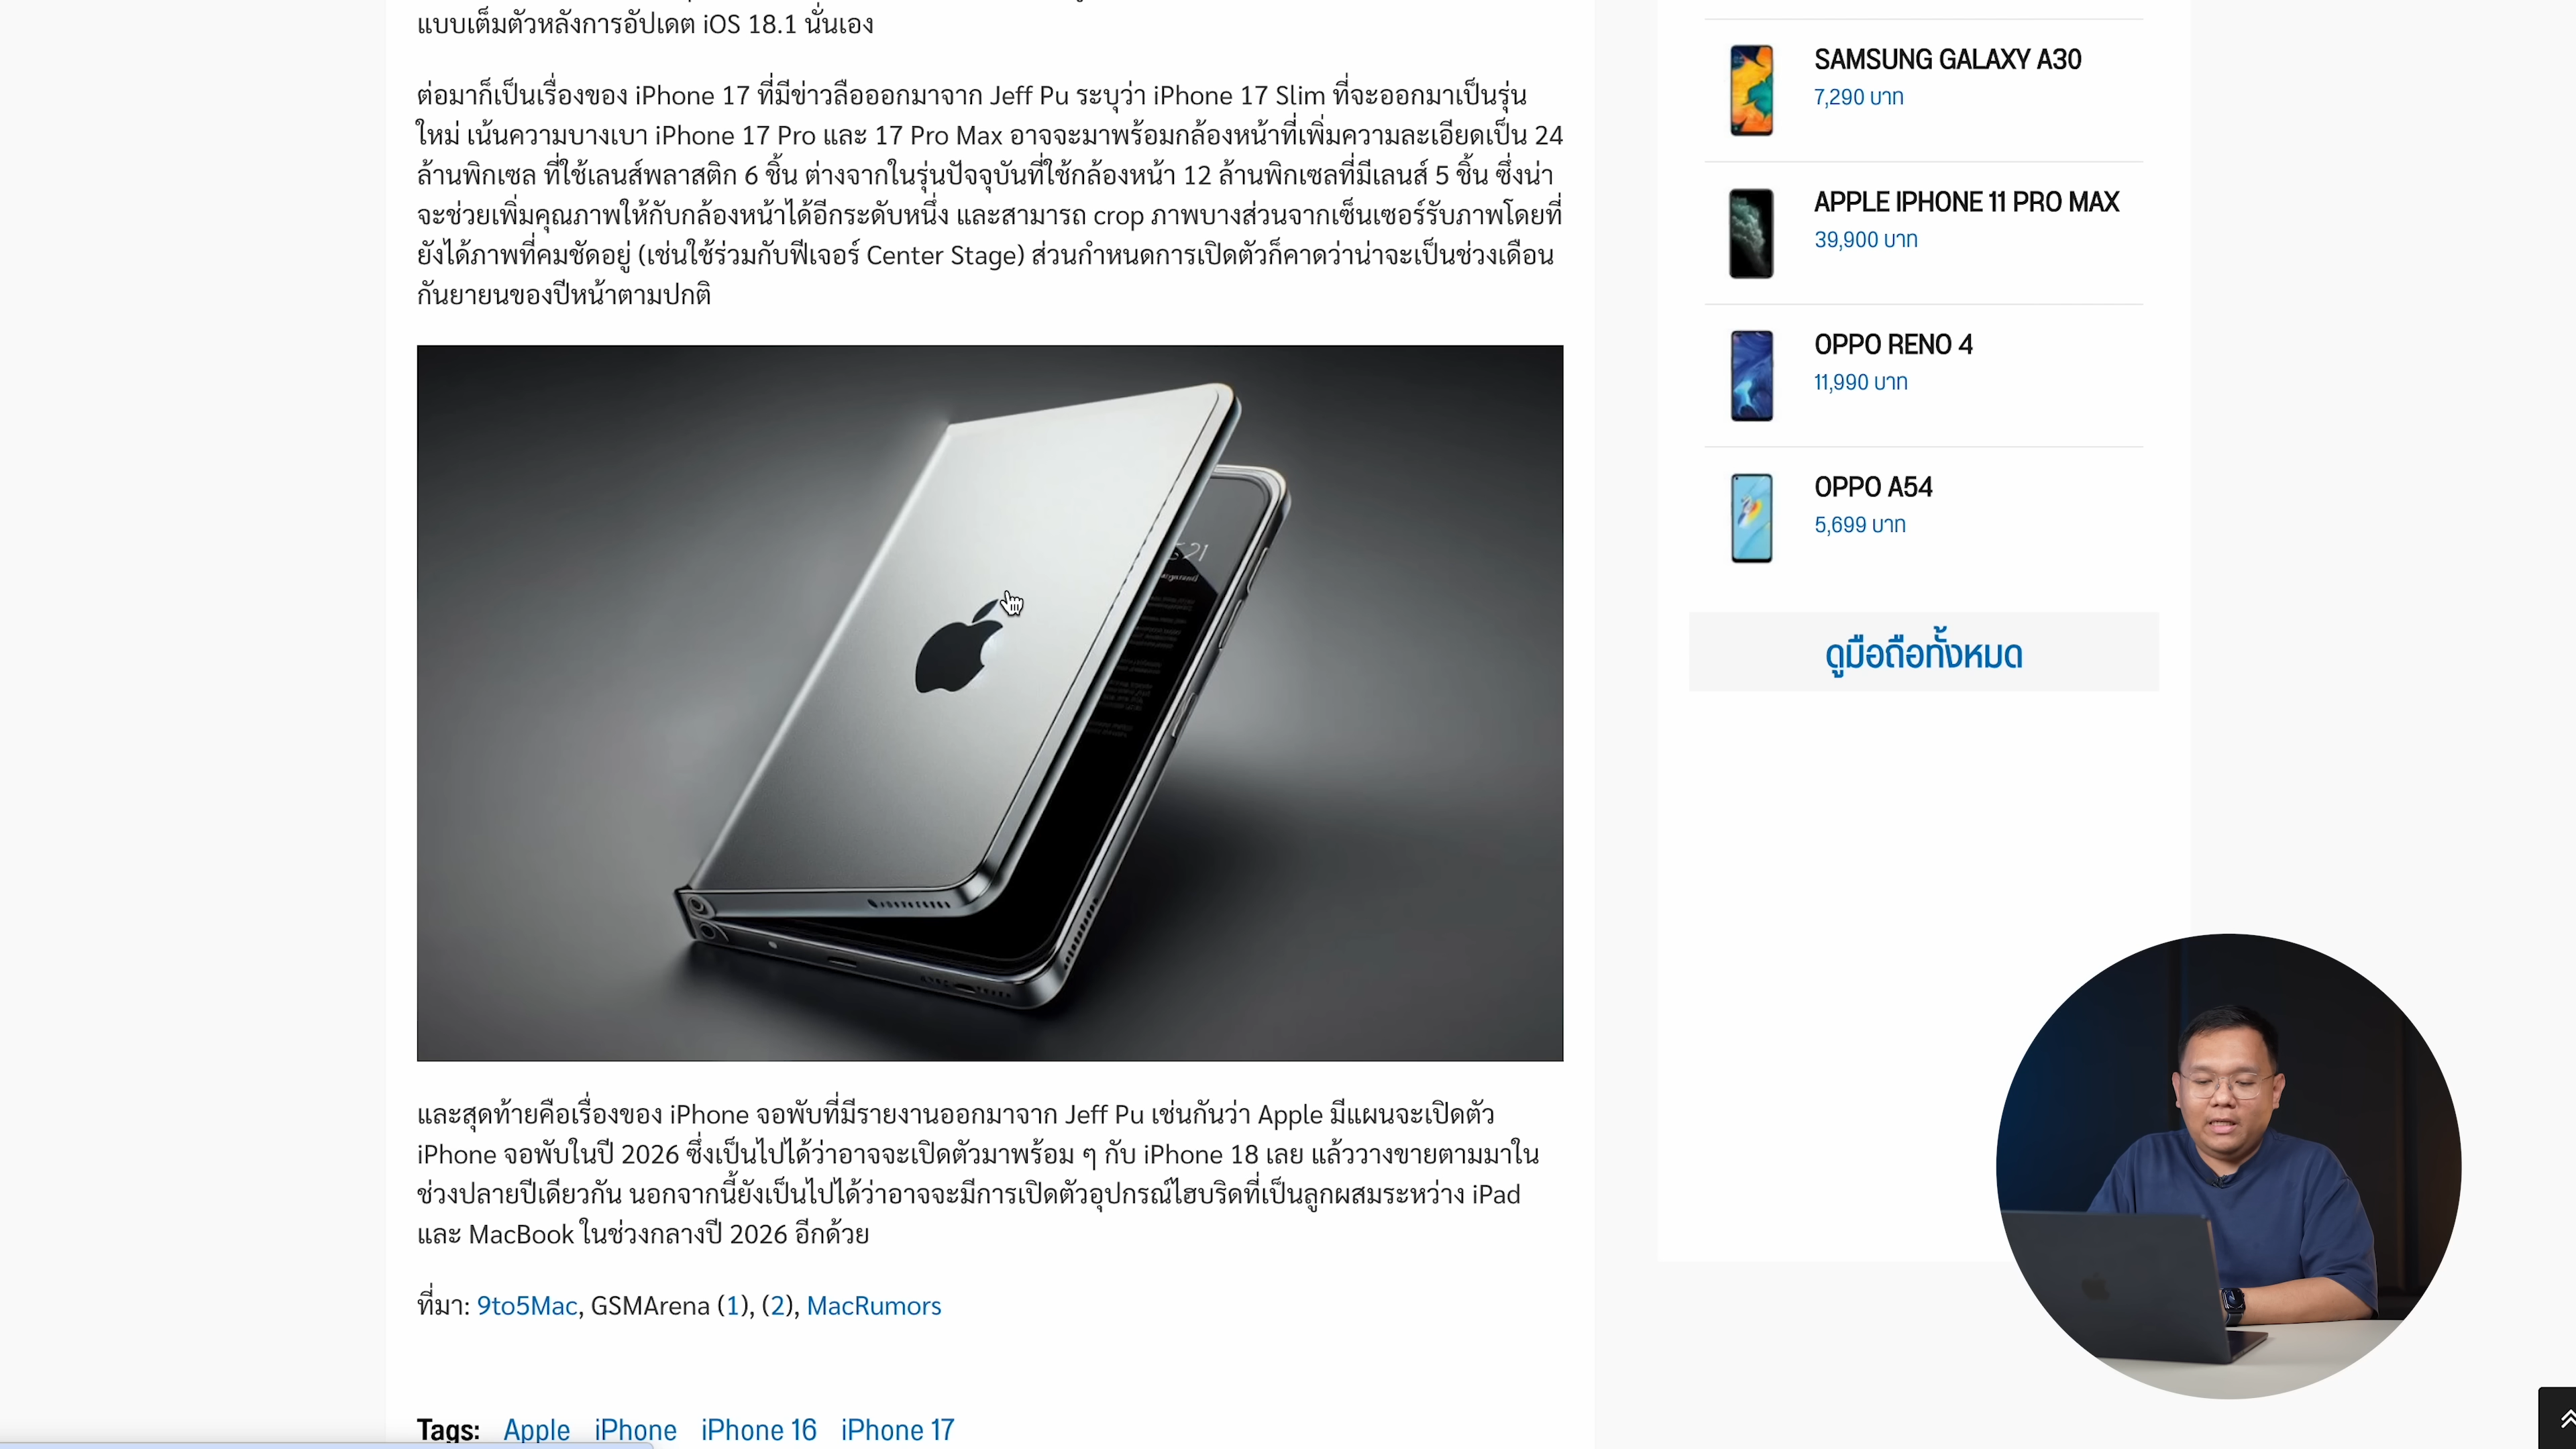 แบบเต็มตัวหลังการอัปเดต iOS 18.1 นั่นเอง
ต่อมาก็เป็นเรื่องของ iPhone 17 ที่มีข่าวลือออกมาจาก Jeff Pu ระบุว่า iPhone 17 Slim ที่จะออกมาเป็นรุ่น
ใหม่ เน้นความบางเบา iPhone 17 Pro และ 17 Pro Max อาจจะมาพร้อมกล้องหน้าที่เพิ่มความละเอียดเป็น 24
ล้านพิกเซล ที่ใช้เลนส์พลาสติก 6 ชิ้น ต่างจากในรุ่นปัจจุบันที่ใช้กล้องหน้า 12 ล้านพิกเซลที่มีเลนส์ 5 ชิ้น ซึ่งน่า
จะช่วยเพิ่มคุณภาพให้กับกล้องหน้าได้อีกระดับหนึ่ง และสามารถ crop ภาพบางส่วนจากเซ็นเซอร์รับภาพโดยที่
ยังได้ภาพที่คมชัดอยู่ (เช่นใช้ร่วมกับฟีเจอร์ Center Stage) ส่วนกำหนดการเปิดตัวก็คาดว่าน่าจะเป็นช่วงเดือน
กันยายนของปีหน้าตามปกติ
และสุดท้ายคือเรื่องของ iPhone จอพับที่มีรายงานออกมาจาก Jeff Pu เช่นกันว่า Apple มีแผนจะเปิดตัว
iPhone จอพับในปี 2026 ซึ่งเป็นไปได้ว่าอาจจะเปิดตัวมาพร้อม ๆ กับ iPhone 18 เลย แล้ววางขายตามมาใน
ช่วงปลายปีเดียวกัน นอกจากนี้ยังเป็นไปได้ว่าอาจจะมีการเปิดตัวอุปกรณ์ไฮบริดที่เป็นลูกผสมระหว่าง iPad
และ MacBook ในช่วงกลางปี 2026 อีกด้วย
ที่มา: 9to5Mac, GSMArena (1), (2), MacRumors
Tags: Apple iPhone iPhone 16 iPhone 17
SAMSUNG GALAXY A30
7,290 บาท
APPLE IPHONE 11 PRO MAX
39,900 บาท
OPPO RENO 4
11,990 บาท
OPPO A54
5,699 บาท
ดูมือถือทั้งหมด